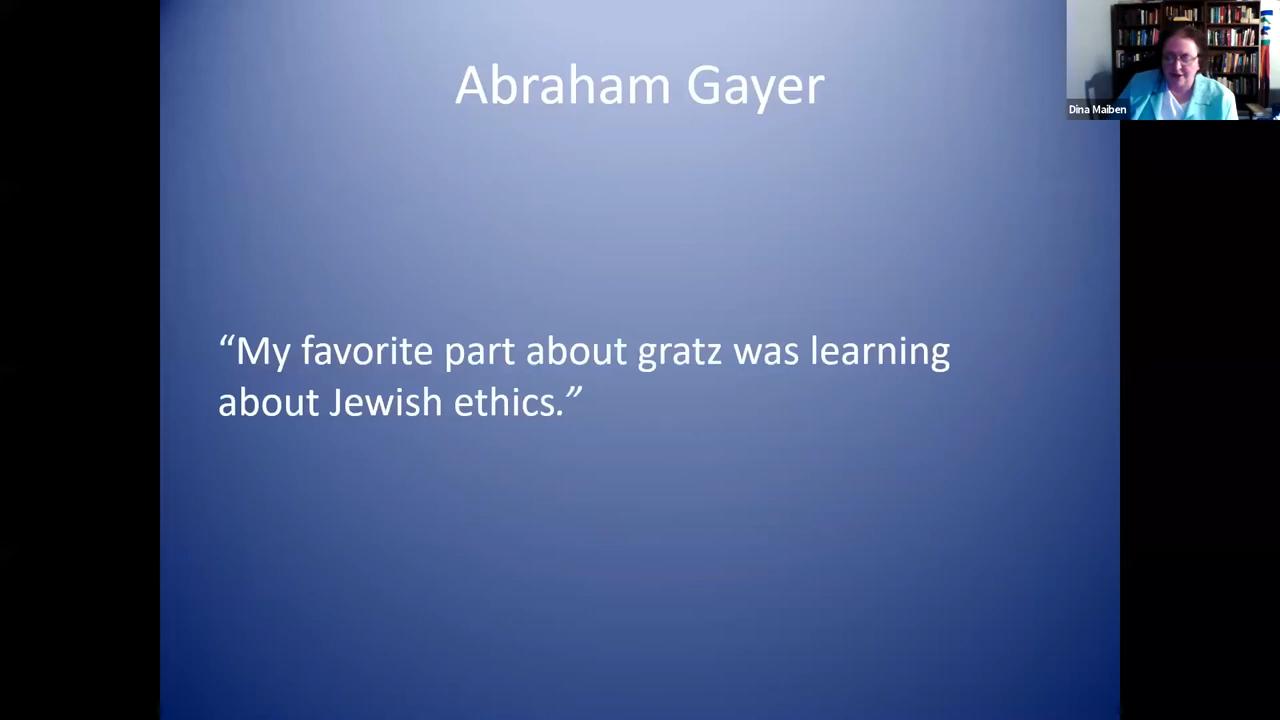 Abraham Gayer
Dina Maiben
“My favorite part about gratz was learning
about Jewish ethics.”